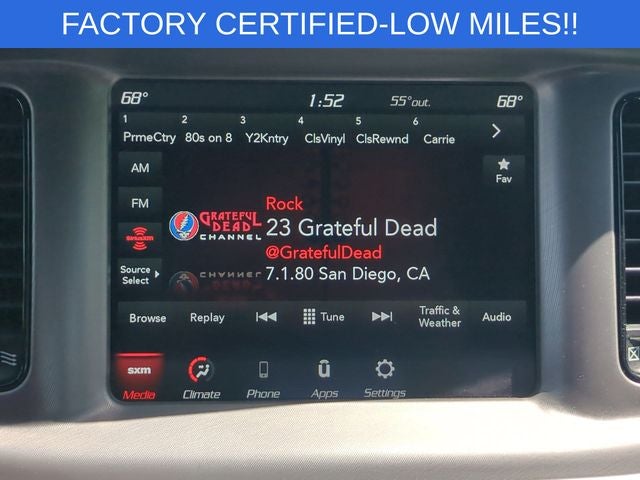 FACTORY CERTIFIED-LOW MILES!!
68° 1:52 55°out. 68°
1 2 3 4 5 6
PrmeCtry 80s on 8 Y2Kntry ClsVinyl ClsRewnd Carrie
AM
Fav
FM
Rock
GRATEFUL DEAD CHANNEL
23 Grateful Dead
siriusxm
@GratefulDead
Source Select
CHANNEL
7.1.80 San Diego, CA
Browse Replay Tune Traffic & Weather Audio
sxm
Media Climate Phone Apps Settings